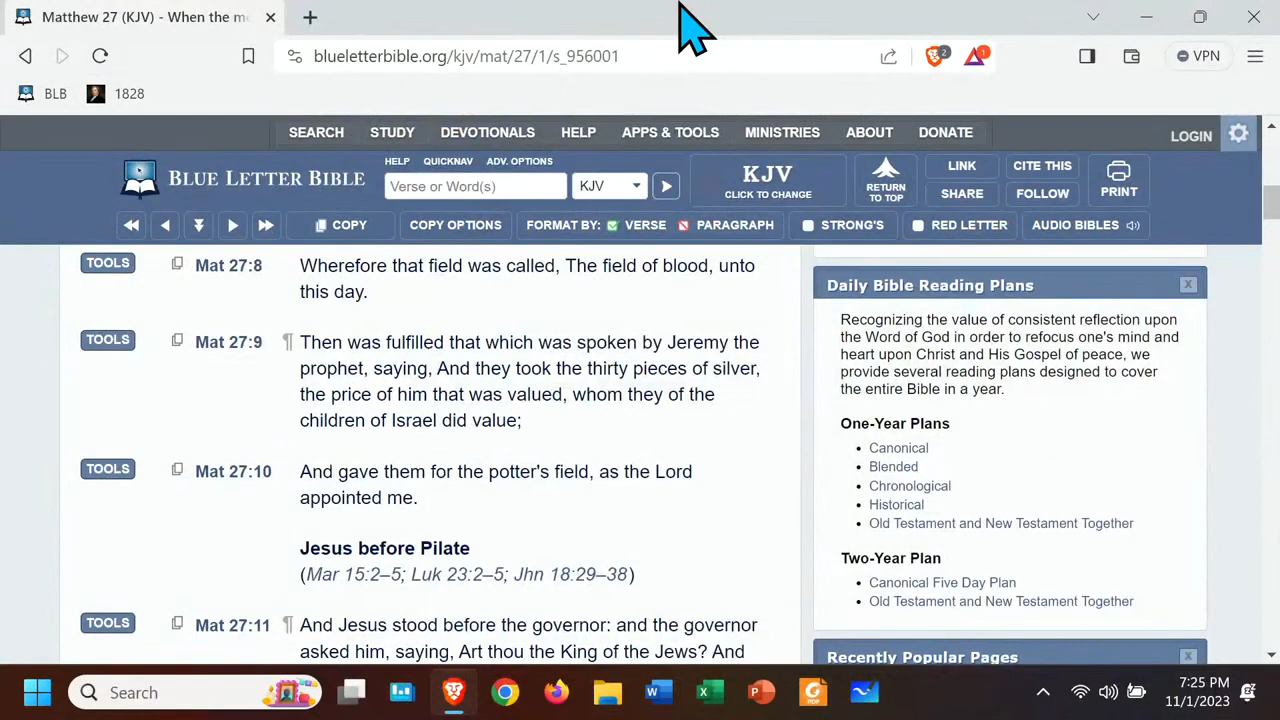 Matthew 27 (KJV) - When the m
blueletterbible.org/kjv/mat/27/1/s_956001
2
1
VPN
BLB
1828
SEARCH STUDY DEVOTIONALS HELP APPS & TOOLS MINISTRIES ABOUT DONATE
LOGIN
BLUE LETTER BIBLE
HELP QUICKNAV ADV. OPTIONS
Verse or Word(s)
KJV
KJV
CLICK TO CHANGE
RETURN
TO TOP
LINK
CITE THIS
SHARE
FOLLOW
PRINT
COPY
COPY OPTIONS
FORMAT BY: VERSE PARAGRAPH
STRONG'S
RED LETTER
AUDIO BIBLES
TOOLS Mat 27:8 Wherefore that field was called, The field of blood, unto
this day.
TOOLS Mat 27:9 ¶ Then was fulfilled that which was spoken by Jeremy the
prophet, saying, And they took the thirty pieces of silver,
the price of him that was valued, whom they of the
children of Israel did value;
TOOLS Mat 27:10 And gave them for the potter's field, as the Lord
appointed me.
Jesus before Pilate
(Mar 15:2–5; Luk 23:2–5; Jhn 18:29–38)
TOOLS Mat 27:11 ¶ And Jesus stood before the governor: and the governor
asked him, saying, Art thou the King of the Jews? And
Daily Bible Reading Plans
x
Recognizing the value of consistent reflection upon
the Word of God in order to refocus one's mind and
heart upon Christ and His Gospel of peace, we
provide several reading plans designed to cover
the entire Bible in a year.
One-Year Plans
• Canonical
• Blended
• Chronological
• Historical
• Old Testament and New Testament Together
Two-Year Plan
• Canonical Five Day Plan
• Old Testament and New Testament Together
Recently Popular Pages
x
Search
7:25 PM
11/1/2023